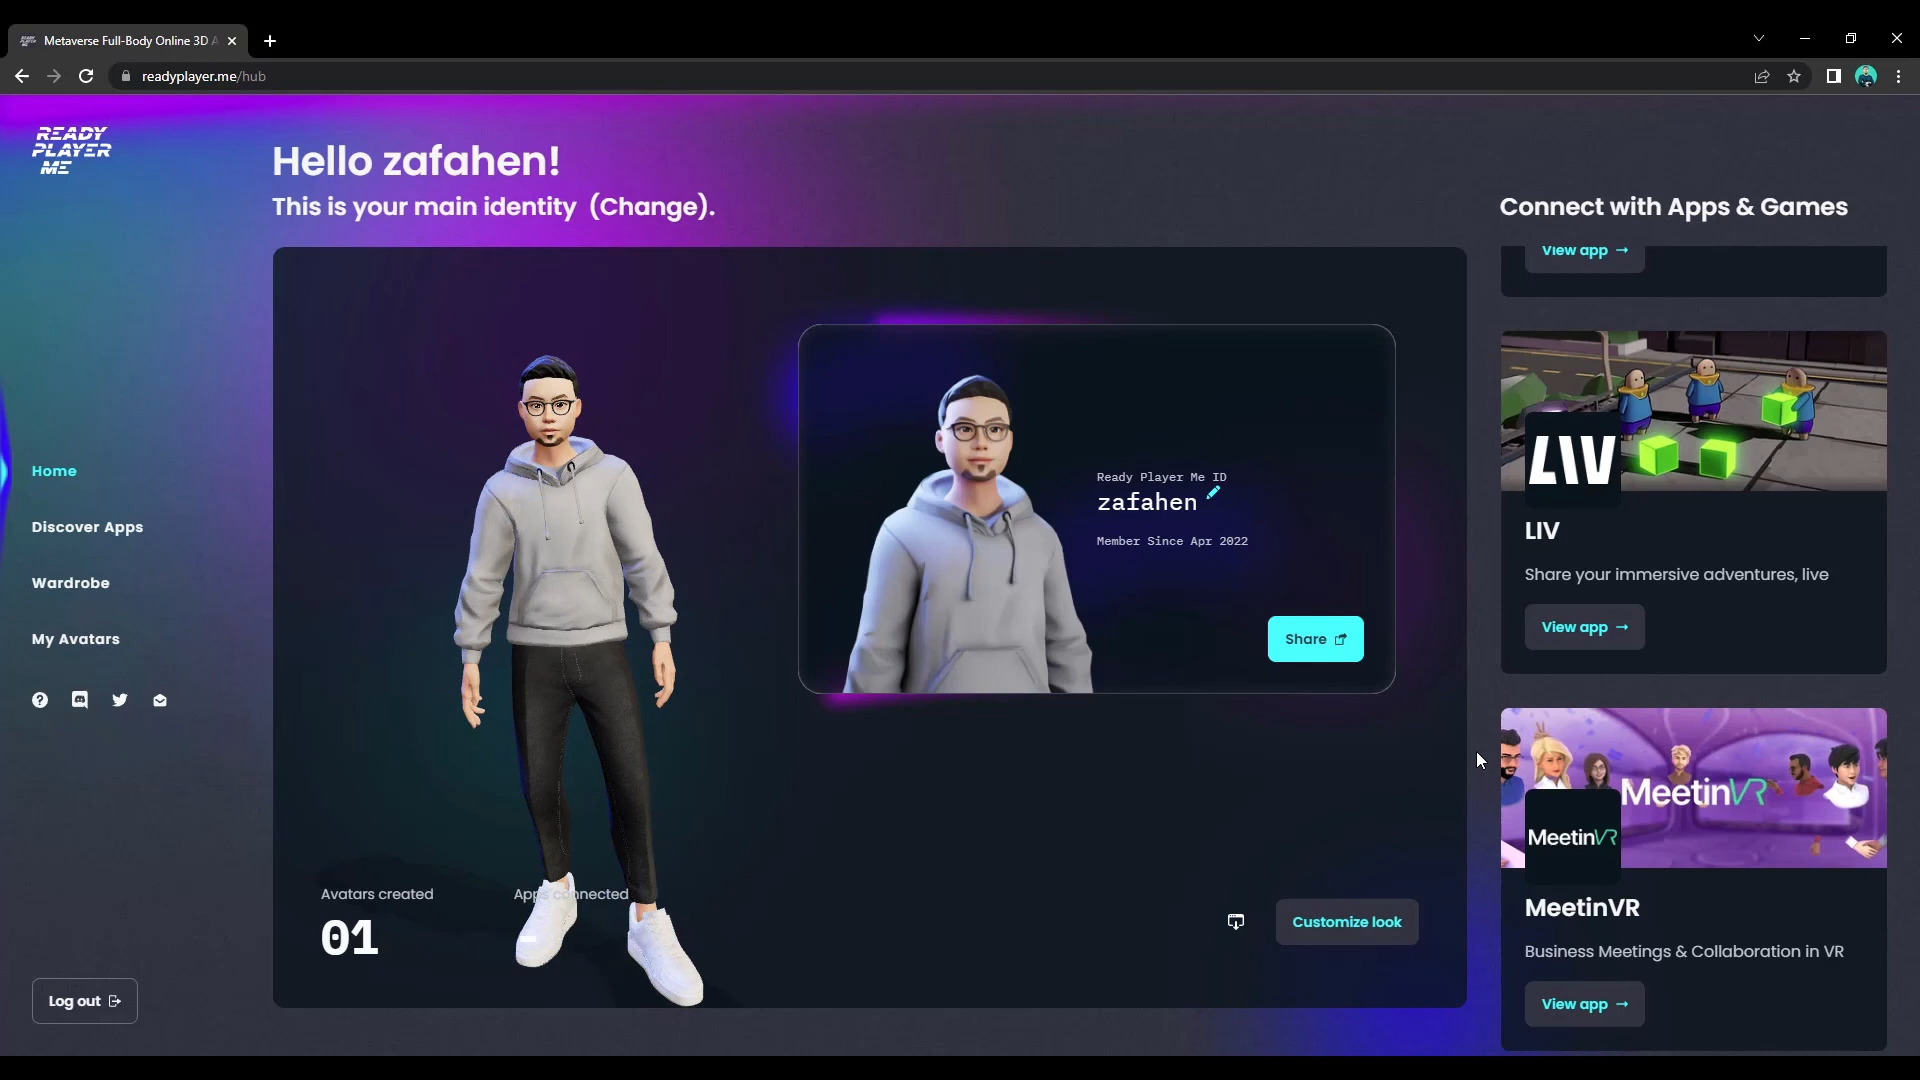 Metaverse Full-Body Online 3D A
readyplayer.me/hub
READY
PLAYER
ME
Hello zafahen!
This is your main identity (Change).
Home
Discover Apps
Wardrobe
My Avatars
Log out
Ready Player Me ID
zafahen
Member Since Apr 2022
Share
Avatars created
Apps connected
01
-
Customize look
Connect with Apps & Games
View app →
LIV
LIV
Share your immersive adventures, live
View app →
MeetinVR
MeetinVR
MeetinVR
Business Meetings & Collaboration in VR
View app →